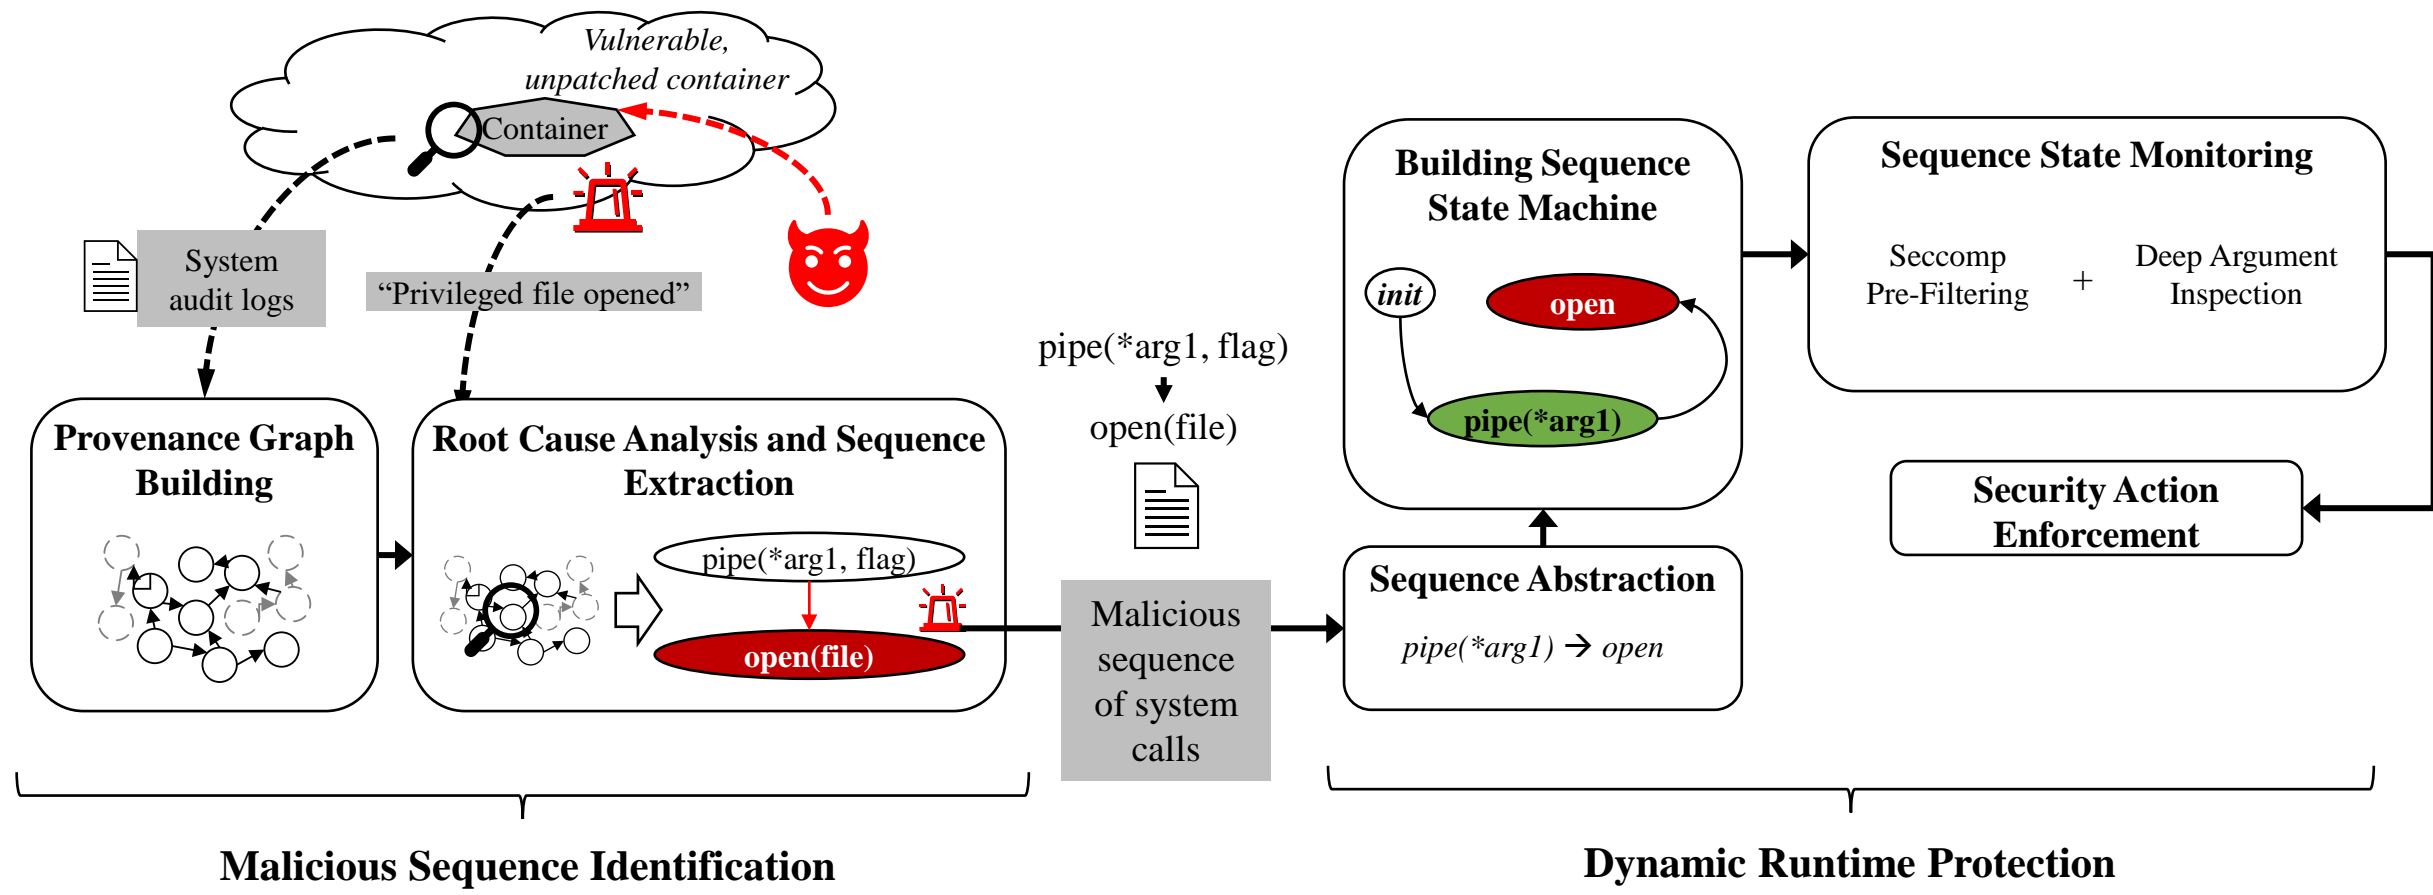 Vulnerable,
unpatched container
Container
System
audit logs
“Privileged file opened”
Provenance Graph
Building
Root Cause Analysis and Sequence
Extraction
pipe(*arg1, flag)
open(file)
pipe(*arg1, flag)
open(file)
Malicious
sequence
of system
calls
Building Sequence
State Machine
init
open
pipe(*arg1)
Sequence Abstraction
pipe(*arg1) → open
Sequence State Monitoring
Seccomp
Pre-Filtering
+
Deep Argument
Inspection
Security Action
Enforcement
Malicious Sequence Identification
Dynamic Runtime Protection